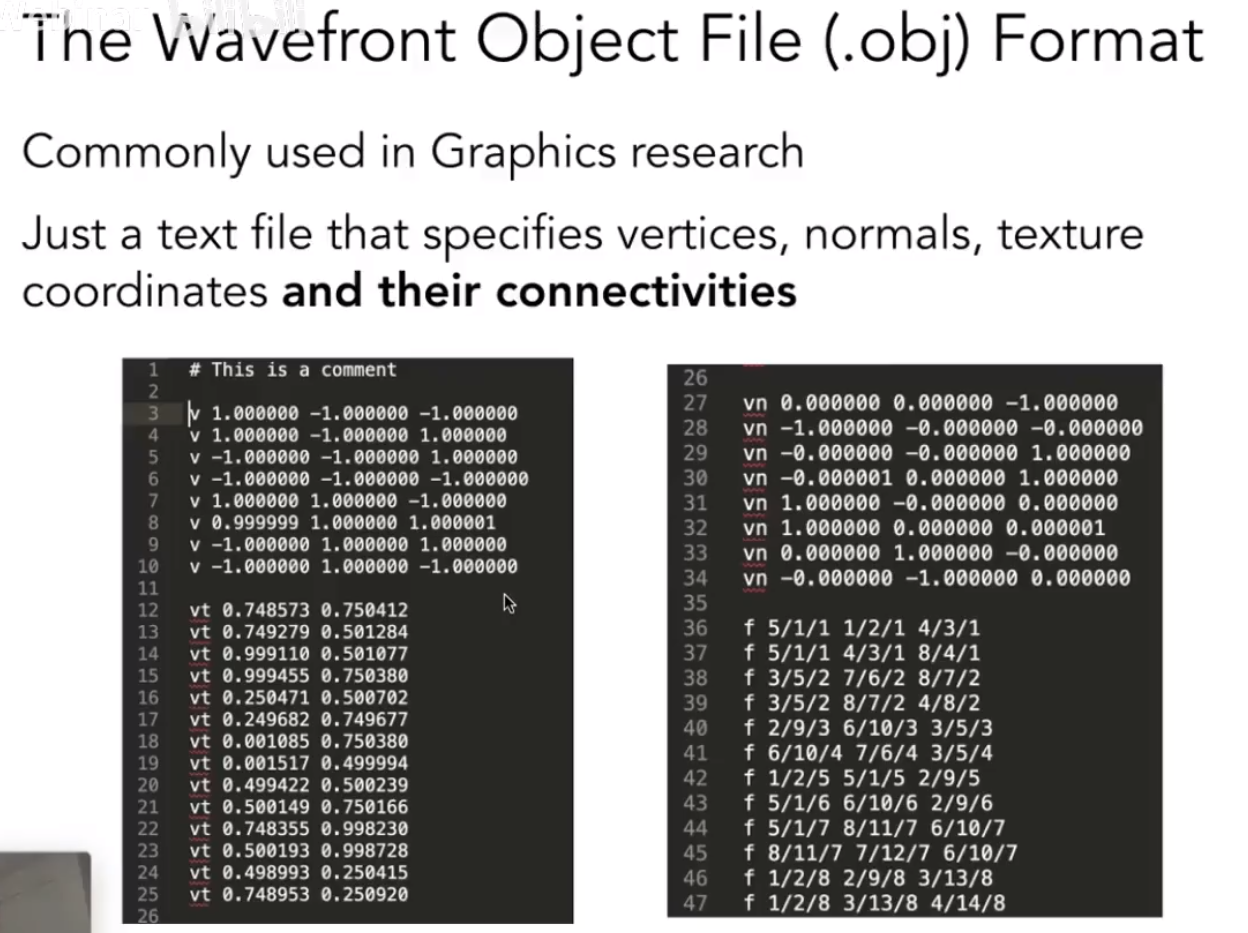 The Wavefront Object File (.obj) Format
Commonly used in Graphics research
Just a text file that specifies vertices, normals, texture
coordinates and their connectivities
1 # This is a comment
2
3 v 1.000000 -1.000000 -1.000000
4 v 1.000000 -1.000000 1.000000
5 v -1.000000 -1.000000 1.000000
6 v -1.000000 -1.000000 -1.000000
7 v 1.000000 1.000000 -1.000000
8 v 0.999999 1.000000 1.000001
9 v -1.000000 1.000000 1.000000
10 v -1.000000 1.000000 -1.000000
11
12 vt 0.748573 0.750412
13 vt 0.749279 0.501284
14 vt 0.999110 0.501077
15 vt 0.999455 0.750380
16 vt 0.250471 0.500702
17 vt 0.249682 0.749677
18 vt 0.001085 0.750380
19 vt 0.001517 0.499994
20 vt 0.499422 0.500239
21 vt 0.500149 0.750166
22 vt 0.748355 0.998230
23 vt 0.500193 0.998728
24 vt 0.498993 0.250415
25 vt 0.748953 0.250920
26
26
27 vn 0.000000 0.000000 -1.000000
28 vn -1.000000 -0.000000 -0.000000
29 vn -0.000000 -0.000000 1.000000
30 vn -0.000001 0.000000 1.000000
31 vn 1.000000 -0.000000 0.000000
32 vn 1.000000 0.000000 0.000001
33 vn 0.000000 1.000000 -0.000000
34 vn -0.000000 -1.000000 0.000000
35
36 f 5/1/1 1/2/1 4/3/1
37 f 5/1/1 4/3/1 8/4/1
38 f 3/5/2 7/6/2 8/7/2
39 f 3/5/2 8/7/2 4/8/2
40 f 2/9/3 6/10/3 3/5/3
41 f 6/10/4 7/6/4 3/5/4
42 f 1/2/5 5/1/5 2/9/5
43 f 5/1/6 6/10/6 2/9/6
44 f 5/1/7 8/11/7 6/10/7
45 f 8/11/7 7/12/7 6/10/7
46 f 1/2/8 2/9/8 3/13/8
47 f 1/2/8 3/13/8 4/14/8